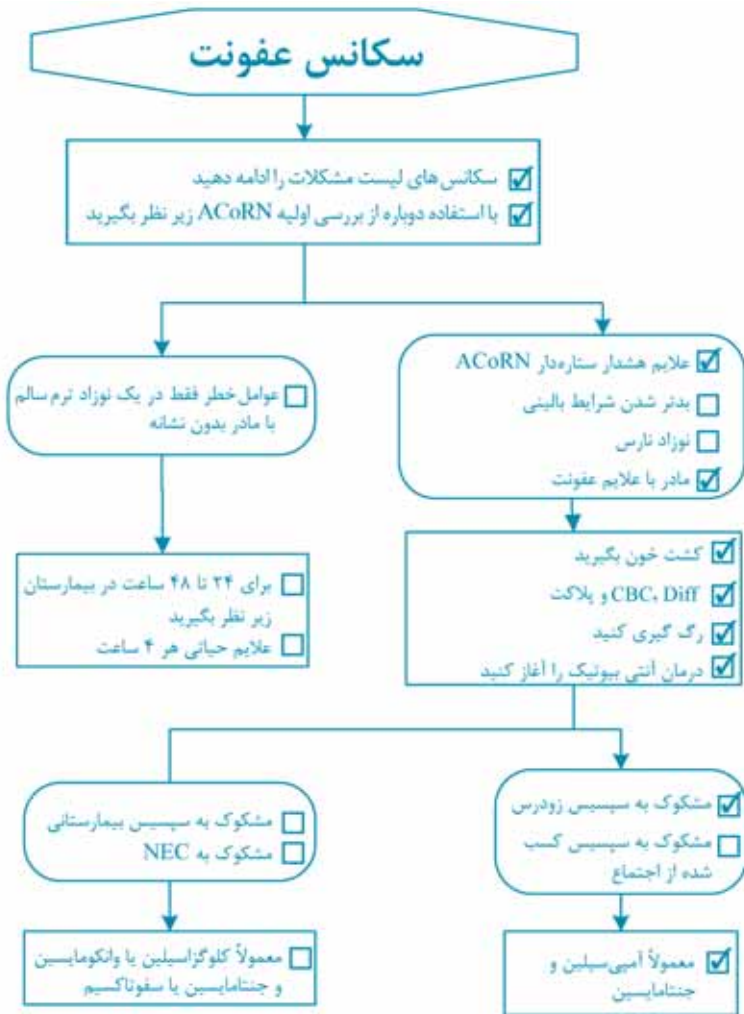 سکانس عفونت
سکانس‌های لیست مشکلات را ادامه دهید
با استفاده دوباره از بررسی اولیه ACoRN زیر نظر بگیرید
علایم هشدار ستاره‌دار ACoRN
بدتر شدن شرایط بالینی
نوزاد نارس
مادر با علایم عفونت
عوامل خطر فقط در یک نوزاد ترم سالم
با مادر بدون نشانه
کشت خون بگیرید
CBC، Diff و پلاکت
رگ گیری کنید
درمان آنتی بیوتیک را آغاز کنید
برای ۲۴ تا ۴۸ ساعت در بیمارستان
زیر نظر بگیرید
علایم حیاتی هر ۴ ساعت
مشکوک به سپسیس زودرس
مشکوک به سپسیس کسب
شده از اجتماع
مشکوک به سپسیس بیمارستانی
مشکوک به NEC
معمولاً آمپی‌سیلین و
جنتامایسین
معمولاً کلوگزاسیلین یا وانکومایسین
و جنتامایسین یا سفوتاکسیم